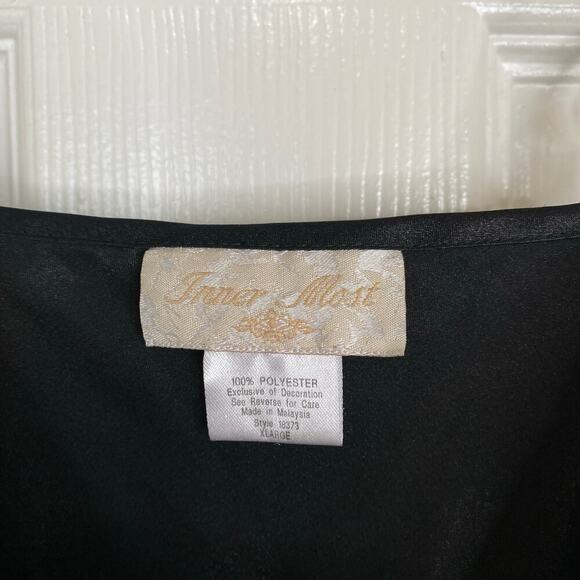 Inner Most
100% POLYESTER
Exclusive of Decoration
See Reverse for Care
Made in Malaysia
Style 18373
XLARGE